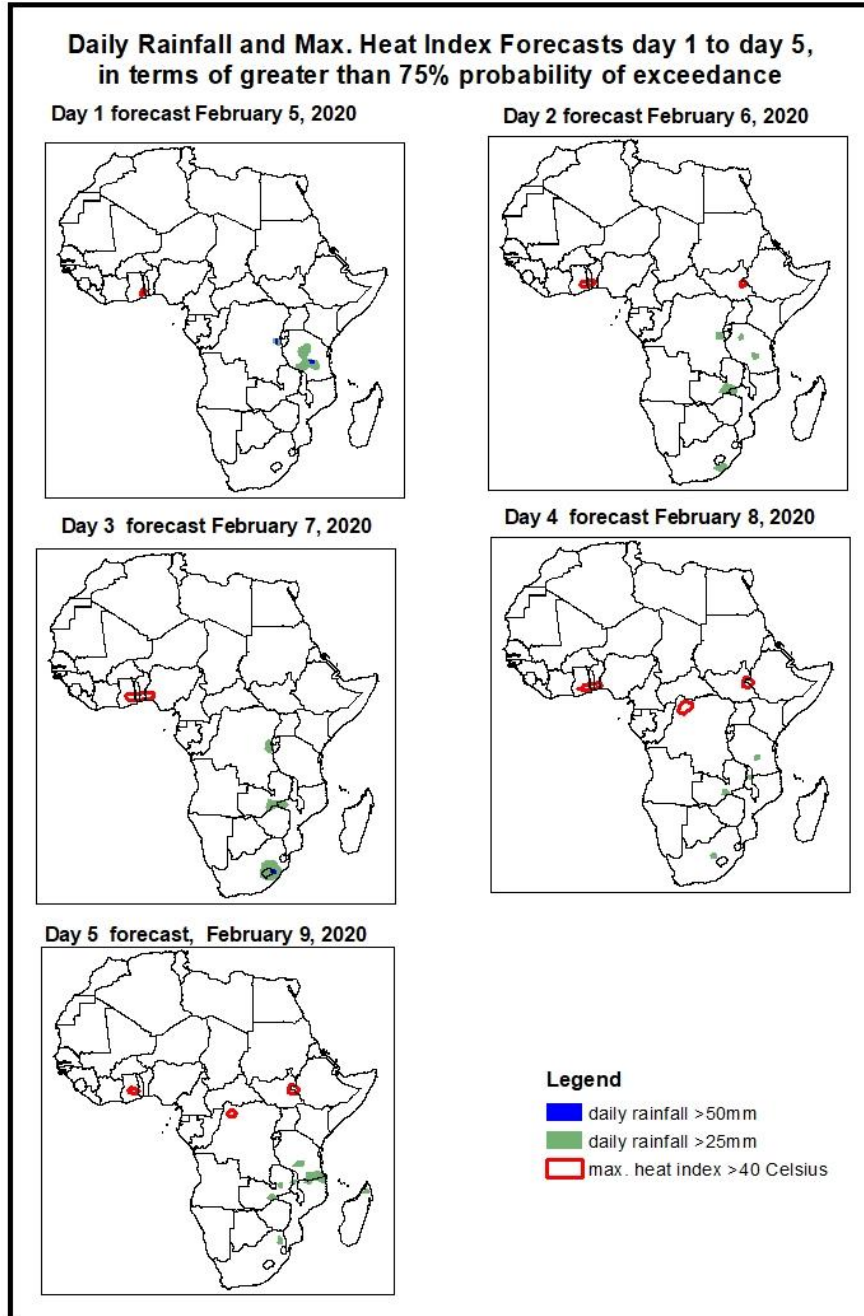 Daily Rainfall and Max. Heat Index Forecasts day 1 to day 5,
in terms of greater than 75% probability of exceedance
Day 1 forecast February 5, 2020
Day 2 forecast February 6, 2020
Day 3 forecast February 7, 2020
Day 4 forecast February 8, 2020
Day 5 forecast, February 9, 2020
Legend
daily rainfall >50mm
daily rainfall >25mm
max. heat index >40 Celsius